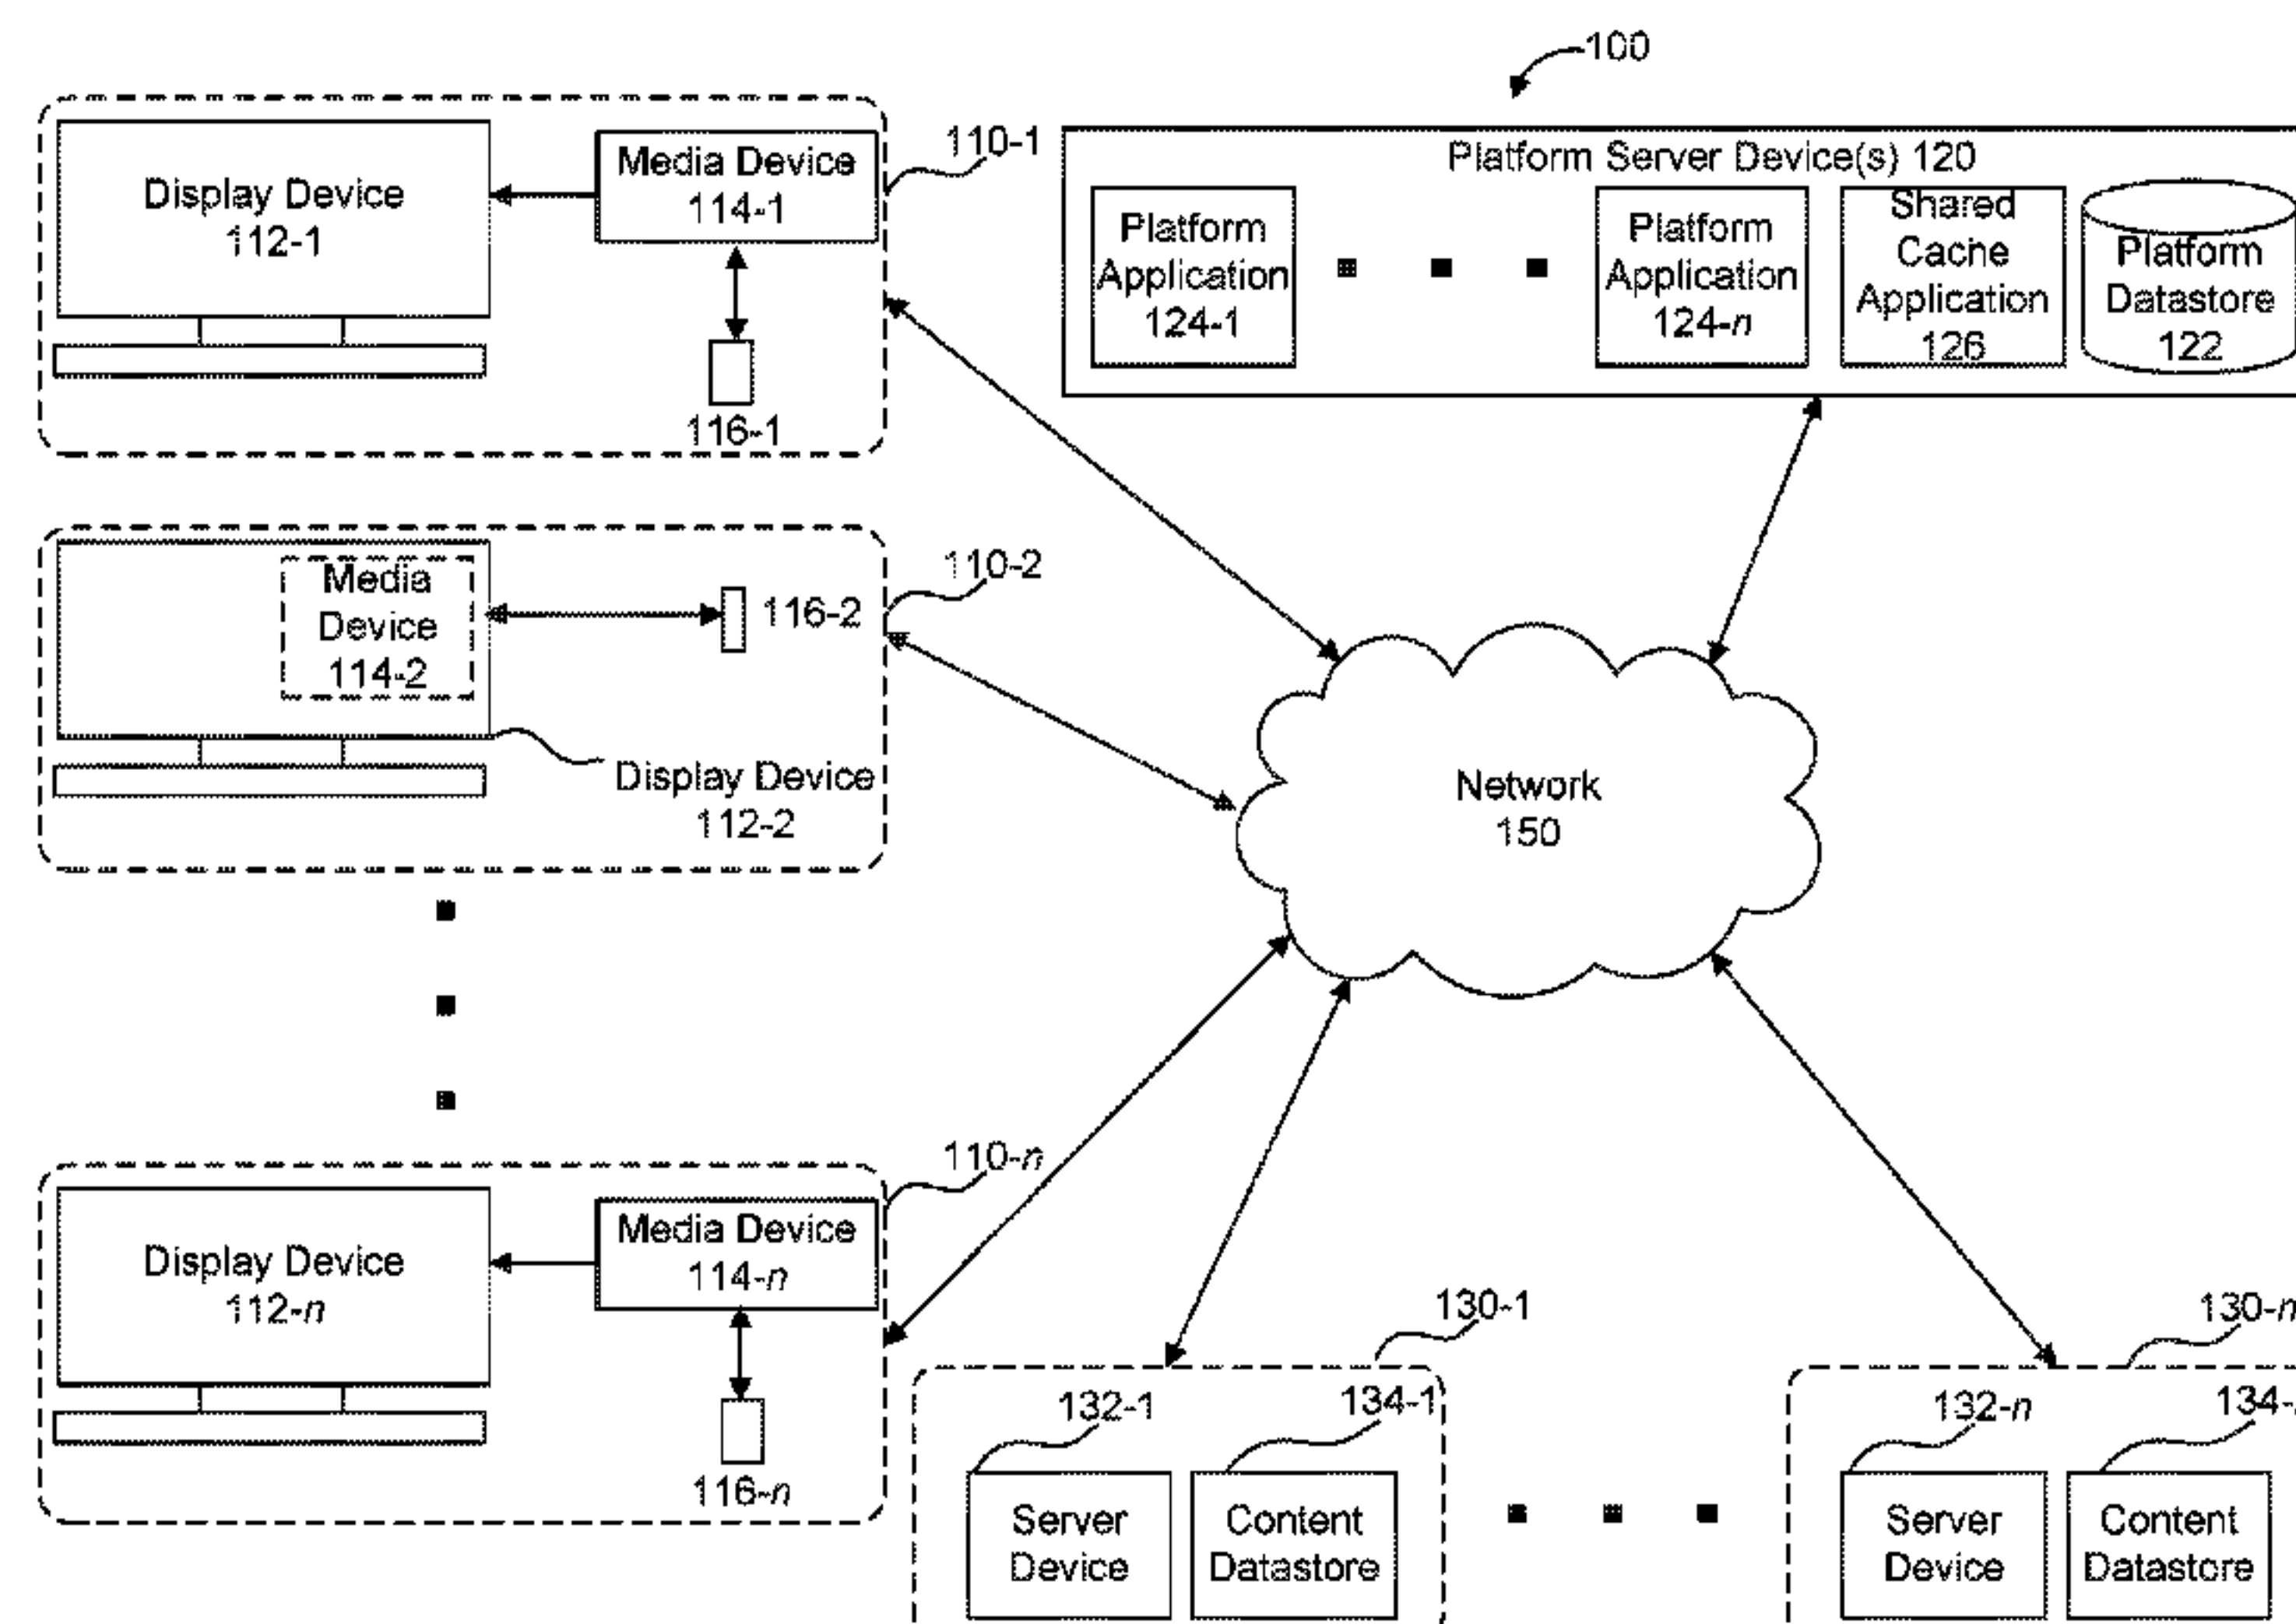 100
110-1
Display Device
112-1
Media Device
114-1
116-1
Platform Server Device(s) 120
Platform
Application
124-1
Platform
Application
124-n
Shared
Cache
Application
126
Platform
Datastore
122
110-2
Media
Device
114-2
116-2
Display Device
112-2
Network
150
110-n
Display Device
112-n
Media Device
114-n
116-n
130-1
132-1
134-1
Server
Device
Content
Datastore
130-n
132-n
134-
Server
Device
Content
Datastore